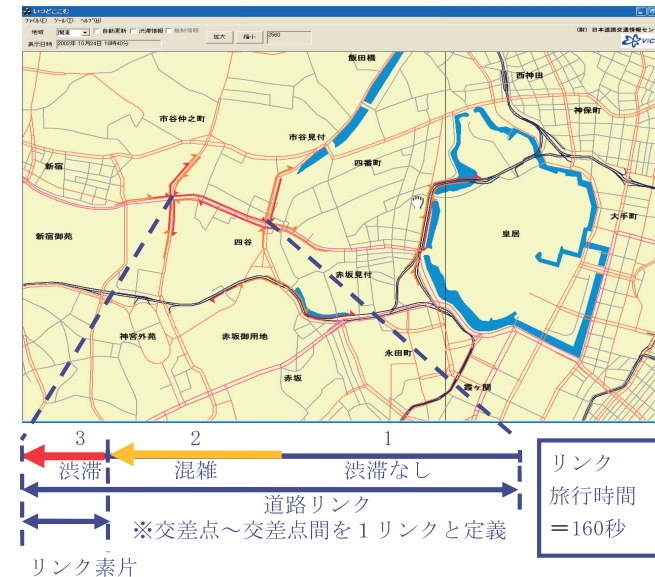 いつどここむ
ファイル(F) ツール(T) ヘルプ(H)
地域 関東 自動更新 渋滞情報 規制情報 拡大 縮小 2560
(財) 日本道路交通情報セン
表示日時 2002年 10月24日 16時40分
VIC
飯田橋
西神田
神保町
市谷仲之町
市谷見付
四番町
新宿
大手町
新宿御苑
四谷
皇居
赤坂見付
神宮外苑
赤坂御用地
永田町
赤坂
霞ヶ関
3 2 1
渋滞 混雑 渋滞なし
道路リンク
※交差点~交差点間を1リンクと定義
リンク素片
リンク
旅行時間
=160秒